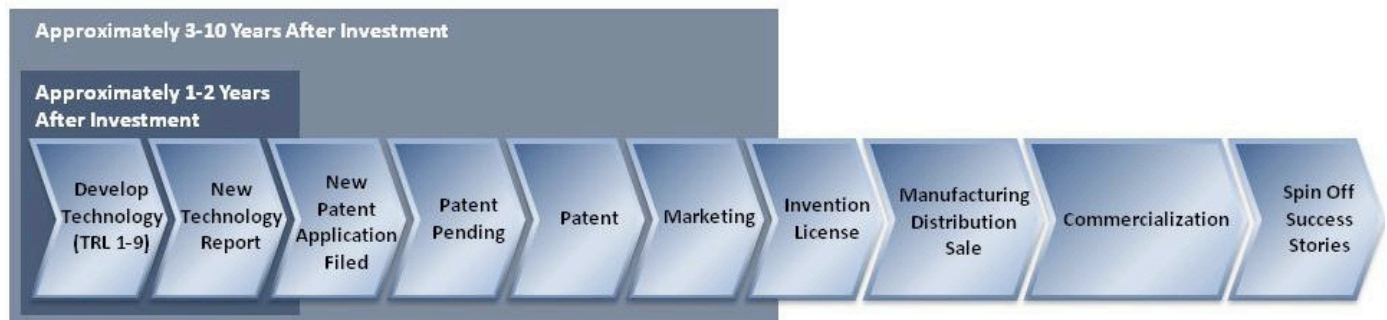 Approximately 3-10 Years After Investment
Approximately 1-2 Years
After Investment
Develop
Technology
(TRL 1-9)
New
Technology
Report
New
Patent
Application
Filed
Patent
Pending
Patent
Marketing
Invention
License
Manufacturing
Distribution
Sale
Commercialization
Spin Off
Success
Stories